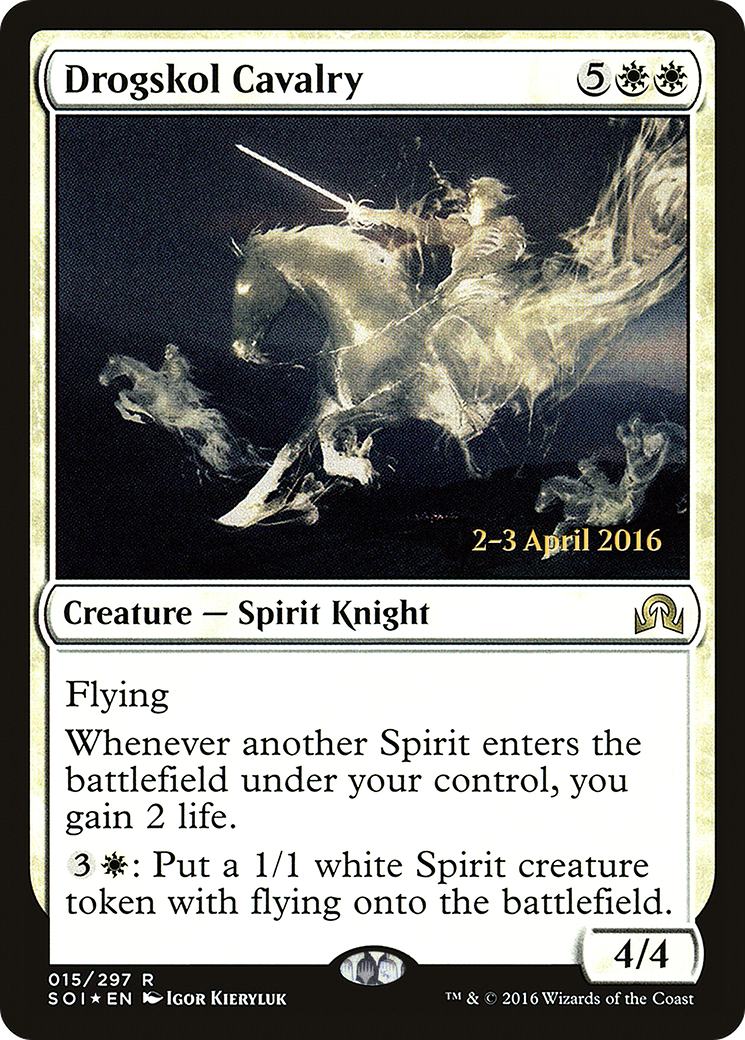 Drogskol Cavalry 5
2–3 April 2016
Creature — Spirit Knight
Flying
Whenever another Spirit enters the
battlefield under your control, you
gain 2 life.
3 : Put a 1/1 white Spirit creature
token with flying onto the battlefield.
4/4
015/297 R
SOI★EN Igor Kieryluk
™ & © 2016 Wizards of the Coast